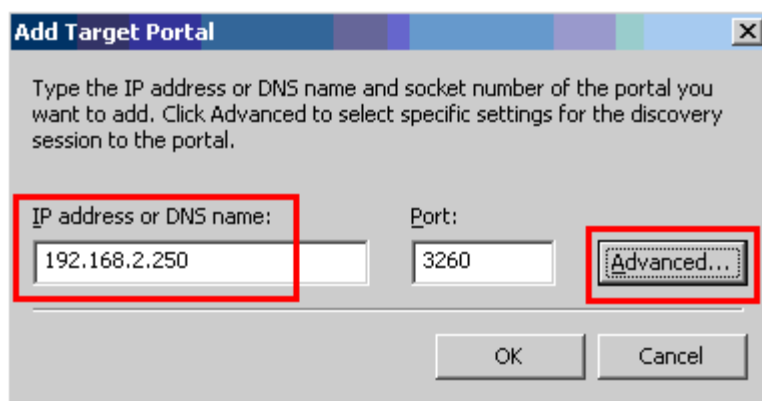 Add Target Portal
Type the IP address or DNS name and socket number of the portal you
want to add. Click Advanced to select specific settings for the discovery
session to the portal.
IP address or DNS name:
Port:
192.168.2.250
3260
Advanced...
OK
Cancel